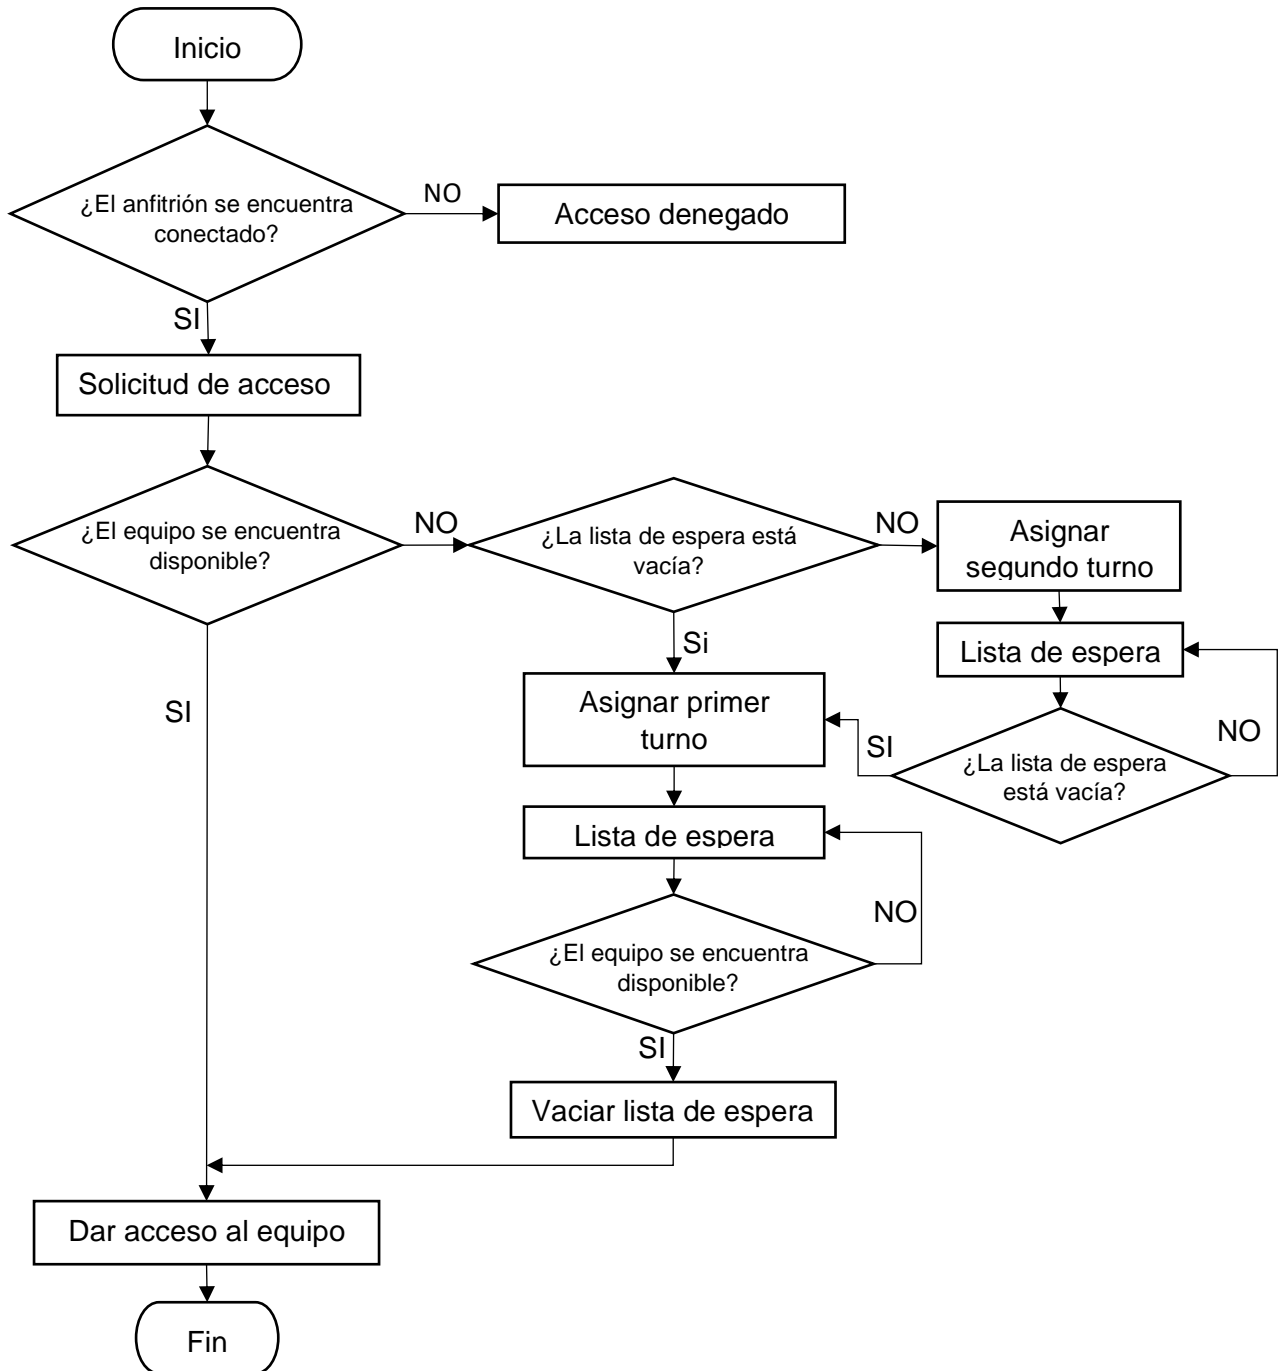 Inicio
¿El anfitrión se encuentra
conectado?
NO
Acceso denegado
SI
Solicitud de acceso
¿El equipo se encuentra
disponible?
NO
¿La lista de espera está
vacía?
NO
Asignar
segundo turno
Lista de espera
Si
Asignar primer
turno
SI
¿La lista de espera
está vacía?
NO
SI
Lista de espera
NO
¿El equipo se encuentra
disponible?
SI
Vaciar lista de espera
Dar acceso al equipo
Fin